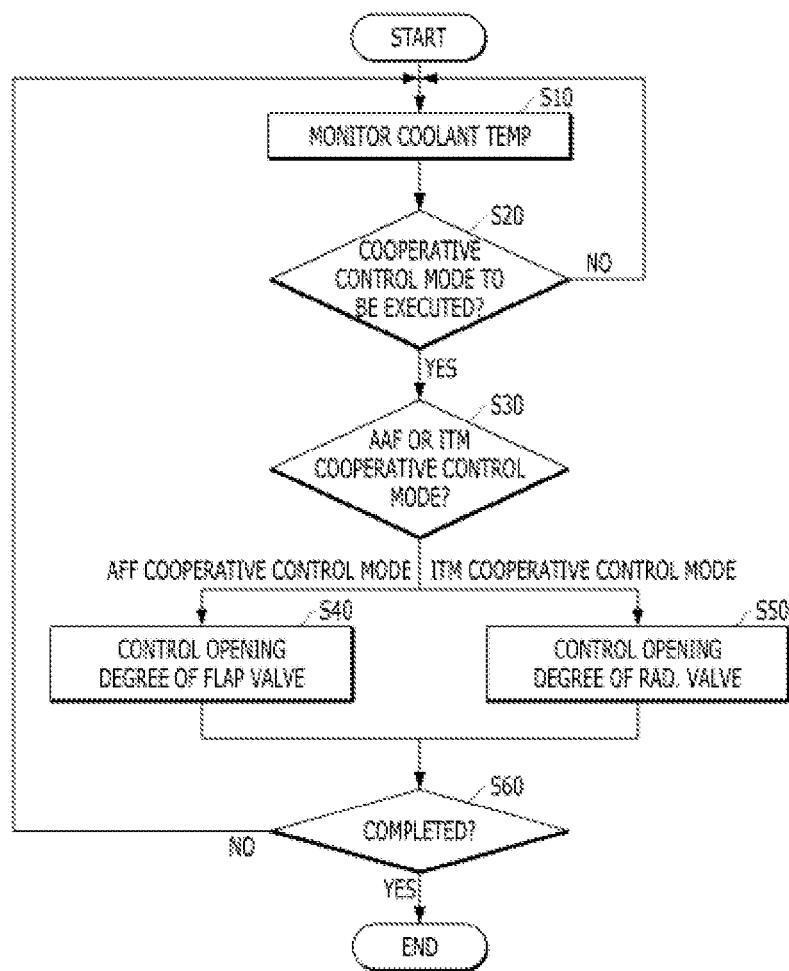 START
S10
MONITOR COOLANT TEMP
S20
COOPERATIVE
CONTROL MODE TO
BE EXECUTED?
NO
YES
S30
AAF OR ITM
COOPERATIVE CONTROL
MODE?
AFF COOPERATIVE CONTROL MODE
ITM COOPERATIVE CONTROL MODE
S40
CONTROL OPENING
DEGREE OF FLAP VALVE
S50
CONTROL OPENING
DEGREE OF RAD. VALVE
S60
COMPLETED?
NO
YES
END